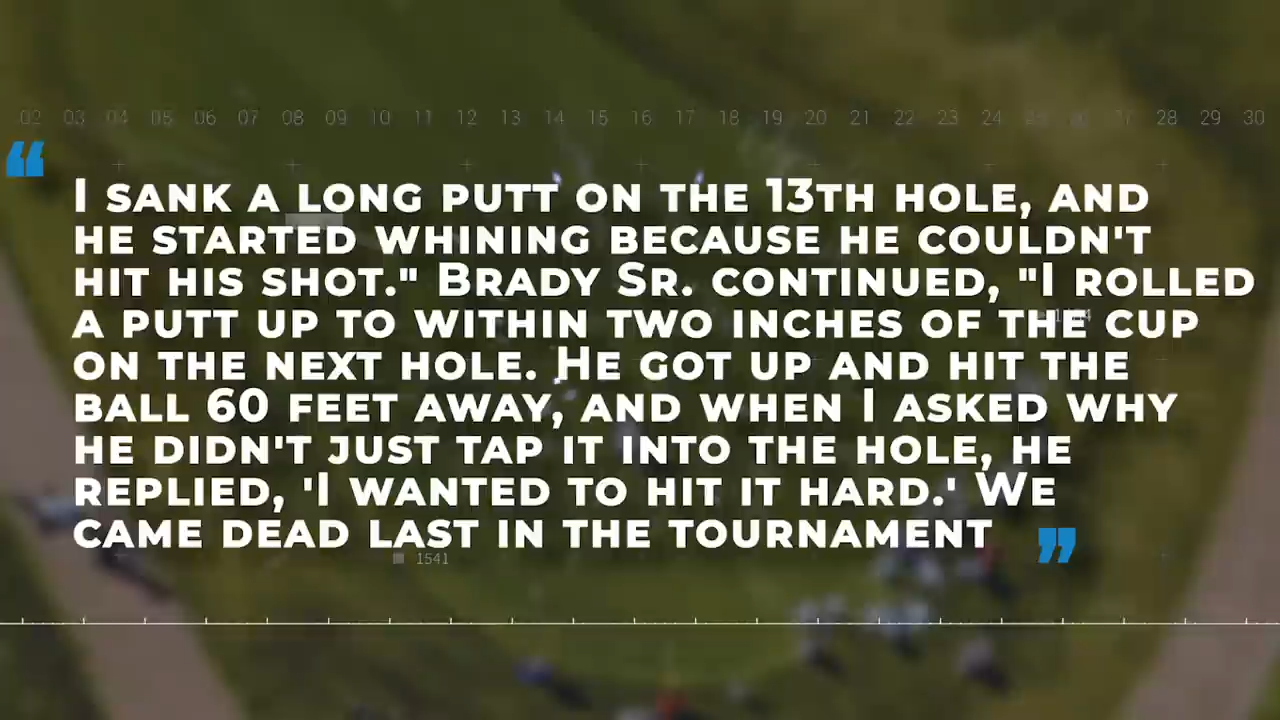 02 03 04 05 06 07 08 09 10 11 12 13 14 15 16 17 18 19 20 21 22 23 24 25 26 27 28 29 30
“
I SANK A LONG PUTT ON THE 13TH HOLE, AND
HE STARTED WHINING BECAUSE HE COULDN'T
HIT HIS SHOT." BRADY SR. CONTINUED, "I ROLLED
A PUTT UP TO WITHIN TWO INCHES OF THE CUP
ON THE NEXT HOLE. HE GOT UP AND HIT THE
BALL 60 FEET AWAY, AND WHEN I ASKED WHY
HE DIDN'T JUST TAP IT INTO THE HOLE, HE
REPLIED, 'I WANTED TO HIT IT HARD.' WE
CAME DEAD LAST IN THE TOURNAMENT
”
1541